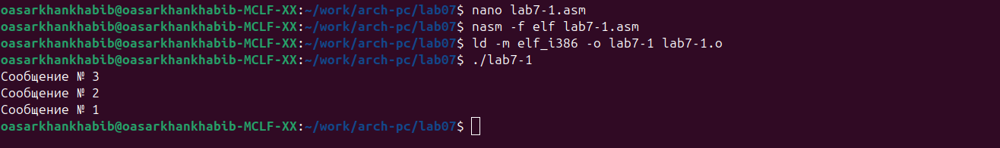 oasarkhankhabib@oasarkhankhabib-MCLF-XX:~/work/arch-pc/lab07$ nano lab7-1.asm
oasarkhankhabib@oasarkhankhabib-MCLF-XX:~/work/arch-pc/lab07$ nasm -f elf lab7-1.asm
oasarkhankhabib@oasarkhankhabib-MCLF-XX:~/work/arch-pc/lab07$ ld -m elf_i386 -o lab7-1 lab7-1.o
oasarkhankhabib@oasarkhankhabib-MCLF-XX:~/work/arch-pc/lab07$ ./lab7-1
Сообщение № 3
Сообщение № 2
Сообщение № 1
oasarkhankhabib@oasarkhankhabib-MCLF-XX:~/work/arch-pc/lab07$